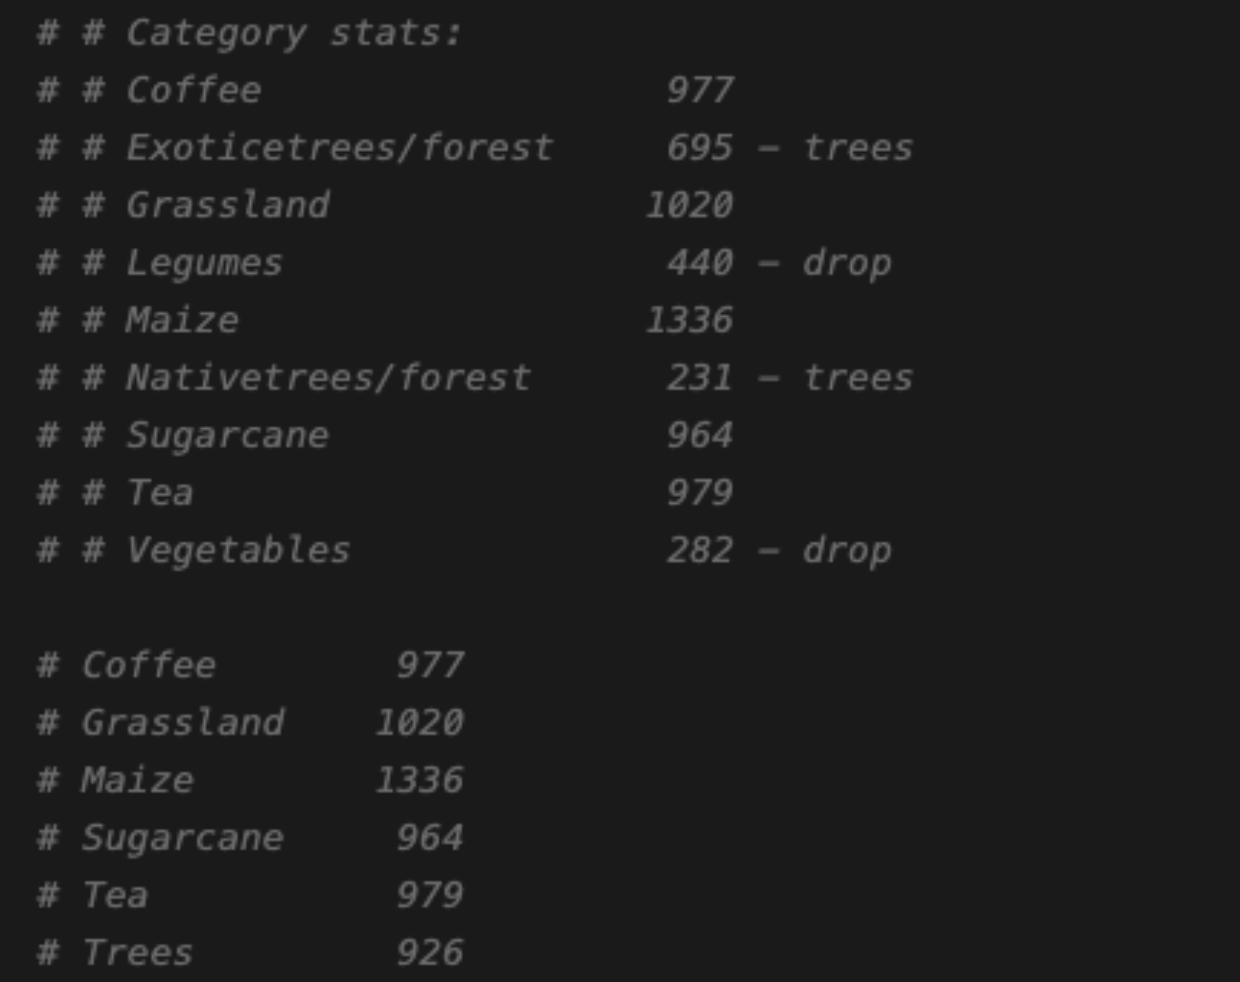 # # Category stats:
# # Coffee 977
# # Exoticetrees/forest 695 – trees
# # Grassland 1020
# # Legumes 440 – drop
# # Maize 1336
# # Nativetrees/forest 231 – trees
# # Sugarcane 964
# # Tea 979
# # Vegetables 282 – drop
# Coffee 977
# Grassland 1020
# Maize 1336
# Sugarcane 964
# Tea 979
# Trees 926